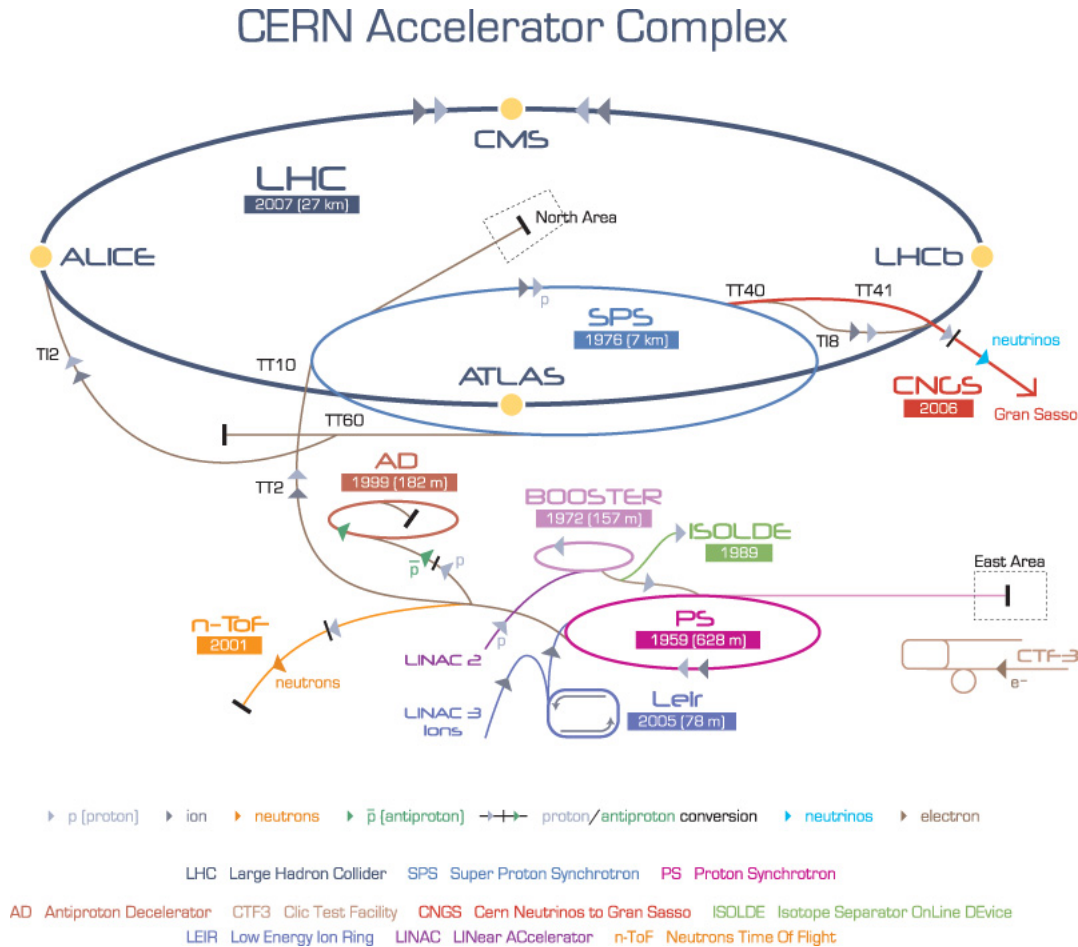 CERN Accelerator Complex
CMS
LHC
2007 (27 km)
North Area
ALICE
LHCb
TT40
TT41
SPS
1976 (7 km)
p
TI8
neutrinos
TI2
TT10
ATLAS
CNGS
2006
Gran Sasso
TT60
AD
1999 (182 m)
TT2
BOOSTER
1972 (157 m)
ISOLDE
1989
p̅
p
East Area
n-ToF
2001
PS
1959 (628 m)
LINAC 2
p
CTF-3
e⁻
neutrons
LINAC 3
Ions
LeIr
2005 (78 m)
p (proton) ion neutrons p̅ (antiproton) proton/antiproton conversion neutrinos electron
LHC Large Hadron Collider SPS Super Proton Synchrotron PS Proton Synchrotron
AD Antiproton Decelerator CTF3 Clic Test Facility CNGS Cern Neutrinos to Gran Sasso ISOLDE Isotope Separator OnLine DEvice
LEIR Low Energy Ion Ring LINAC LINear ACcelerator n-ToF Neutrons Time Of Flight